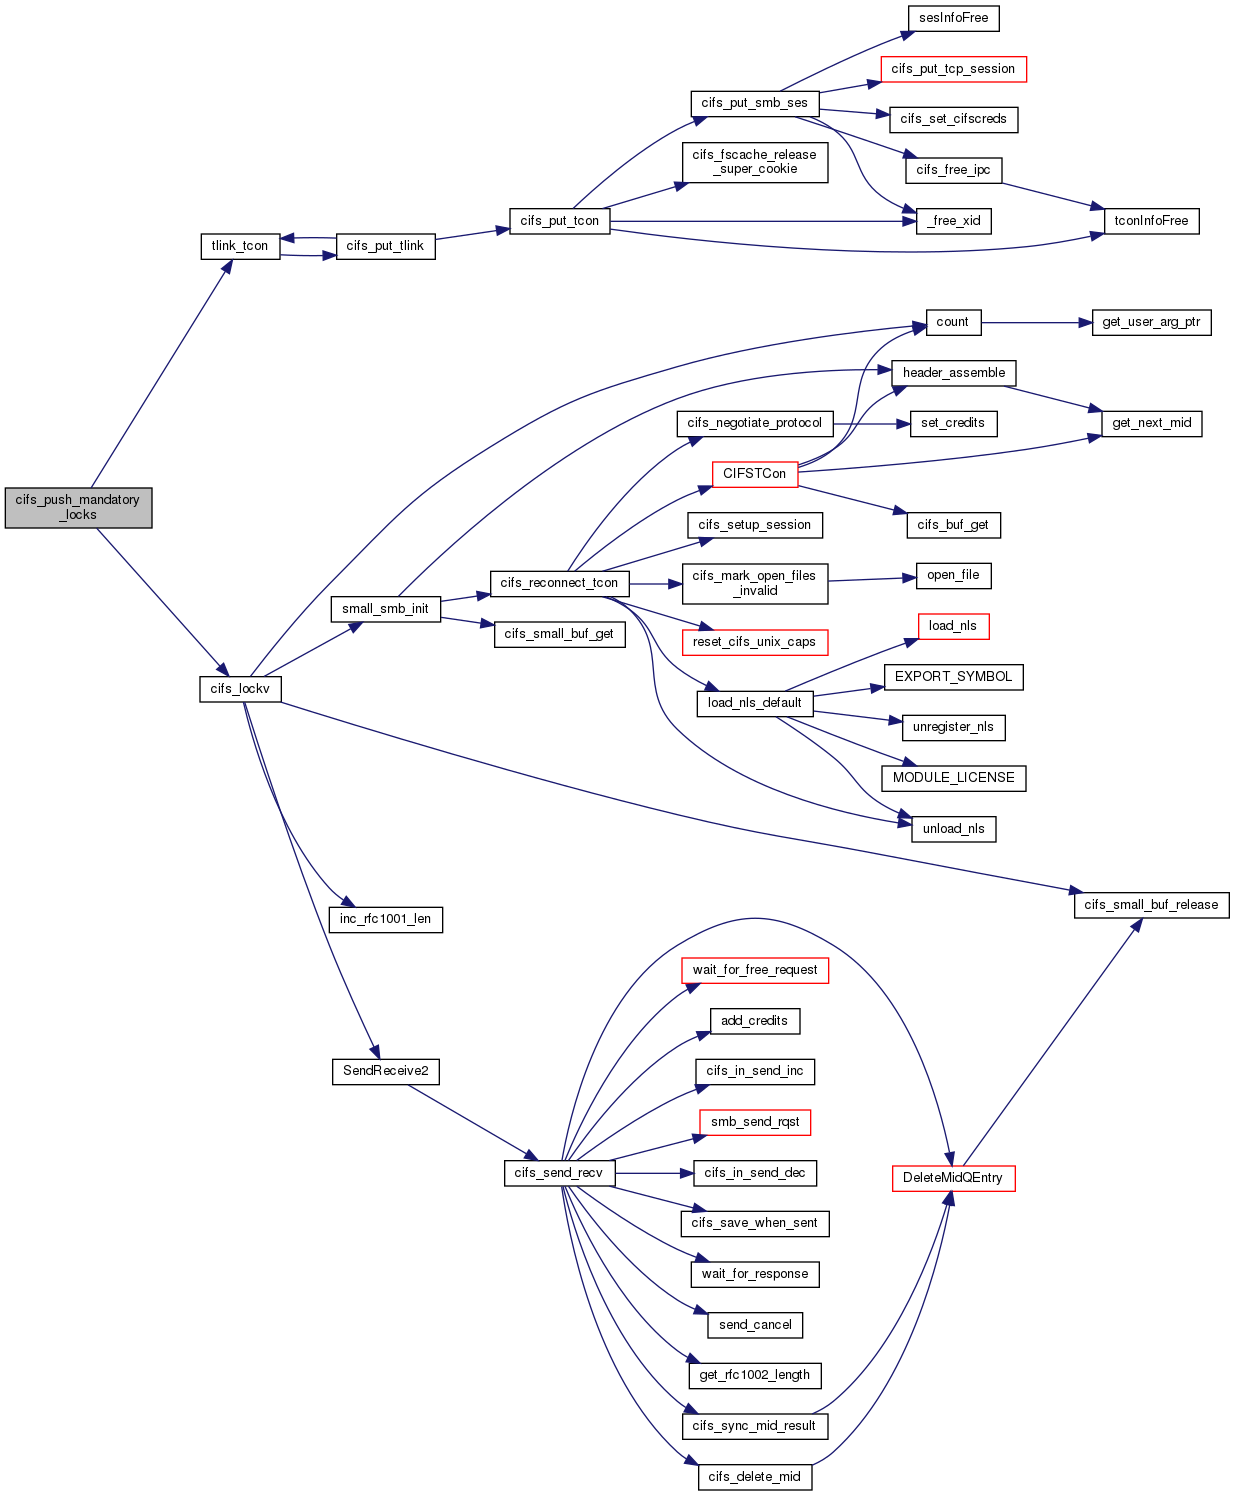 sesInfoFree
cifs_put_tcp_session
cifs_put_smb_ses
cifs_set_cifscreds
cifs_fscache_release
_super_cookie
cifs_free_ipc
cifs_put_tcon
_free_xid
tconInfoFree
tlink_tcon
cifs_put_tlink
count
get_user_arg_ptr
header_assemble
cifs_negotiate_protocol
set_credits
get_next_mid
CIFSTCon
cifs_push_mandatory
_locks
cifs_setup_session
cifs_buf_get
cifs_reconnect_tcon
cifs_mark_open_files
_invalid
open_file
small_smb_init
cifs_small_buf_get
reset_cifs_unix_caps
load_nls
cifs_lockv
load_nls_default
EXPORT_SYMBOL
unregister_nls
MODULE_LICENSE
unload_nls
inc_rfc1001_len
cifs_small_buf_release
wait_for_free_request
add_credits
SendReceive2
cifs_in_send_inc
smb_send_rqst
cifs_send_recv
cifs_in_send_dec
DeleteMidQEntry
cifs_save_when_sent
wait_for_response
send_cancel
get_rfc1002_length
cifs_sync_mid_result
cifs_delete_mid